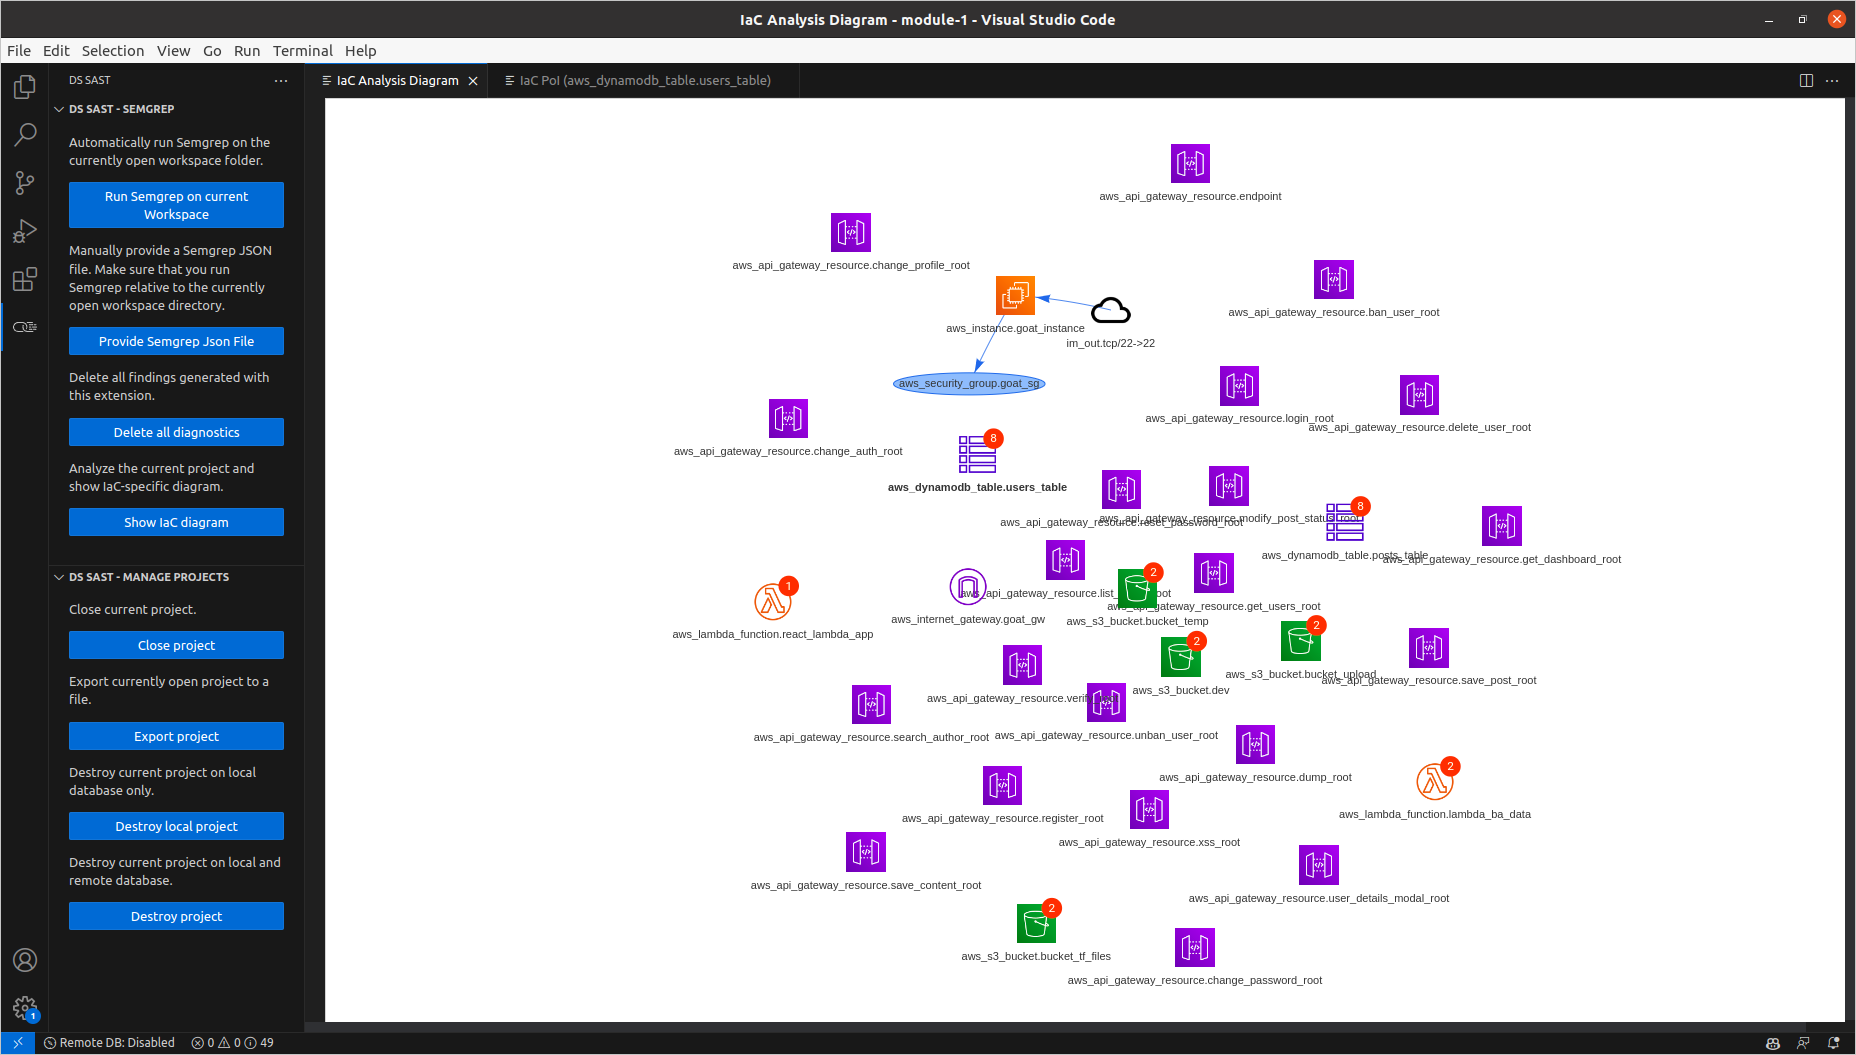 IaC Analysis Diagram - module-1 - Visual Studio Code
File Edit Selection View Go Run Terminal Help
DS SAST
IaC Analysis Diagram
IaC PoI (aws_dynamodb_table.users_table)
DS SAST - SEMGREP
Automatically run Semgrep on the
currently open workspace folder.
Run Semgrep on current
Workspace
Manually provide a Semgrep JSON
file. Make sure that you run
Semgrep relative to the currently
open workspace directory.
Provide Semgrep Json File
Delete all findings generated with
this extension.
Delete all diagnostics
Analyze the current project and
show IaC-specific diagram.
Show IaC diagram
DS SAST - MANAGE PROJECTS
Close current project.
Close project
Export currently open project to a
file.
Export project
Destroy current project on local
database only.
Destroy local project
Destroy current project on local and
remote database.
Destroy project
aws_api_gateway_resource.endpoint
aws_api_gateway_resource.change_profile_root
aws_api_gateway_resource.ban_user_root
aws_instance.goat_instance
im_out.tcp/22->22
aws_security_group.goat_sg
aws_api_gateway_resource.login_root
aws_api_gateway_resource.delete_user_root
aws_api_gateway_resource.change_auth_root
8
aws_dynamodb_table.users_table
aws_api_gateway_resource.reset_password_root
aws_api_gateway_resource.modify_post_status_root
8
aws_dynamodb_table.posts_table
aws_api_gateway_resource.get_dashboard_root
1
aws_lambda_function.react_lambda_app
aws_internet_gateway.goat_gw
aws_api_gateway_resource.list_
2
aws_s3_bucket.bucket_temp
aws_api_gateway_resource.get_users_root
2
aws_s3_bucket.dev
2
aws_s3_bucket.bucket_upload
aws_api_gateway_resource.save_post_root
aws_api_gateway_resource.search_author_root
aws_api_gateway_resource.unban_user_root
aws_api_gateway_resource.dump_root
2
aws_lambda_function.lambda_ba_data
aws_api_gateway_resource.register_root
aws_api_gateway_resource.xss_root
aws_api_gateway_resource.save_content_root
aws_api_gateway_resource.user_details_modal_root
2
aws_s3_bucket.bucket_tf_files
aws_api_gateway_resource.change_password_root
1
Remote DB: Disabled 0 0 49